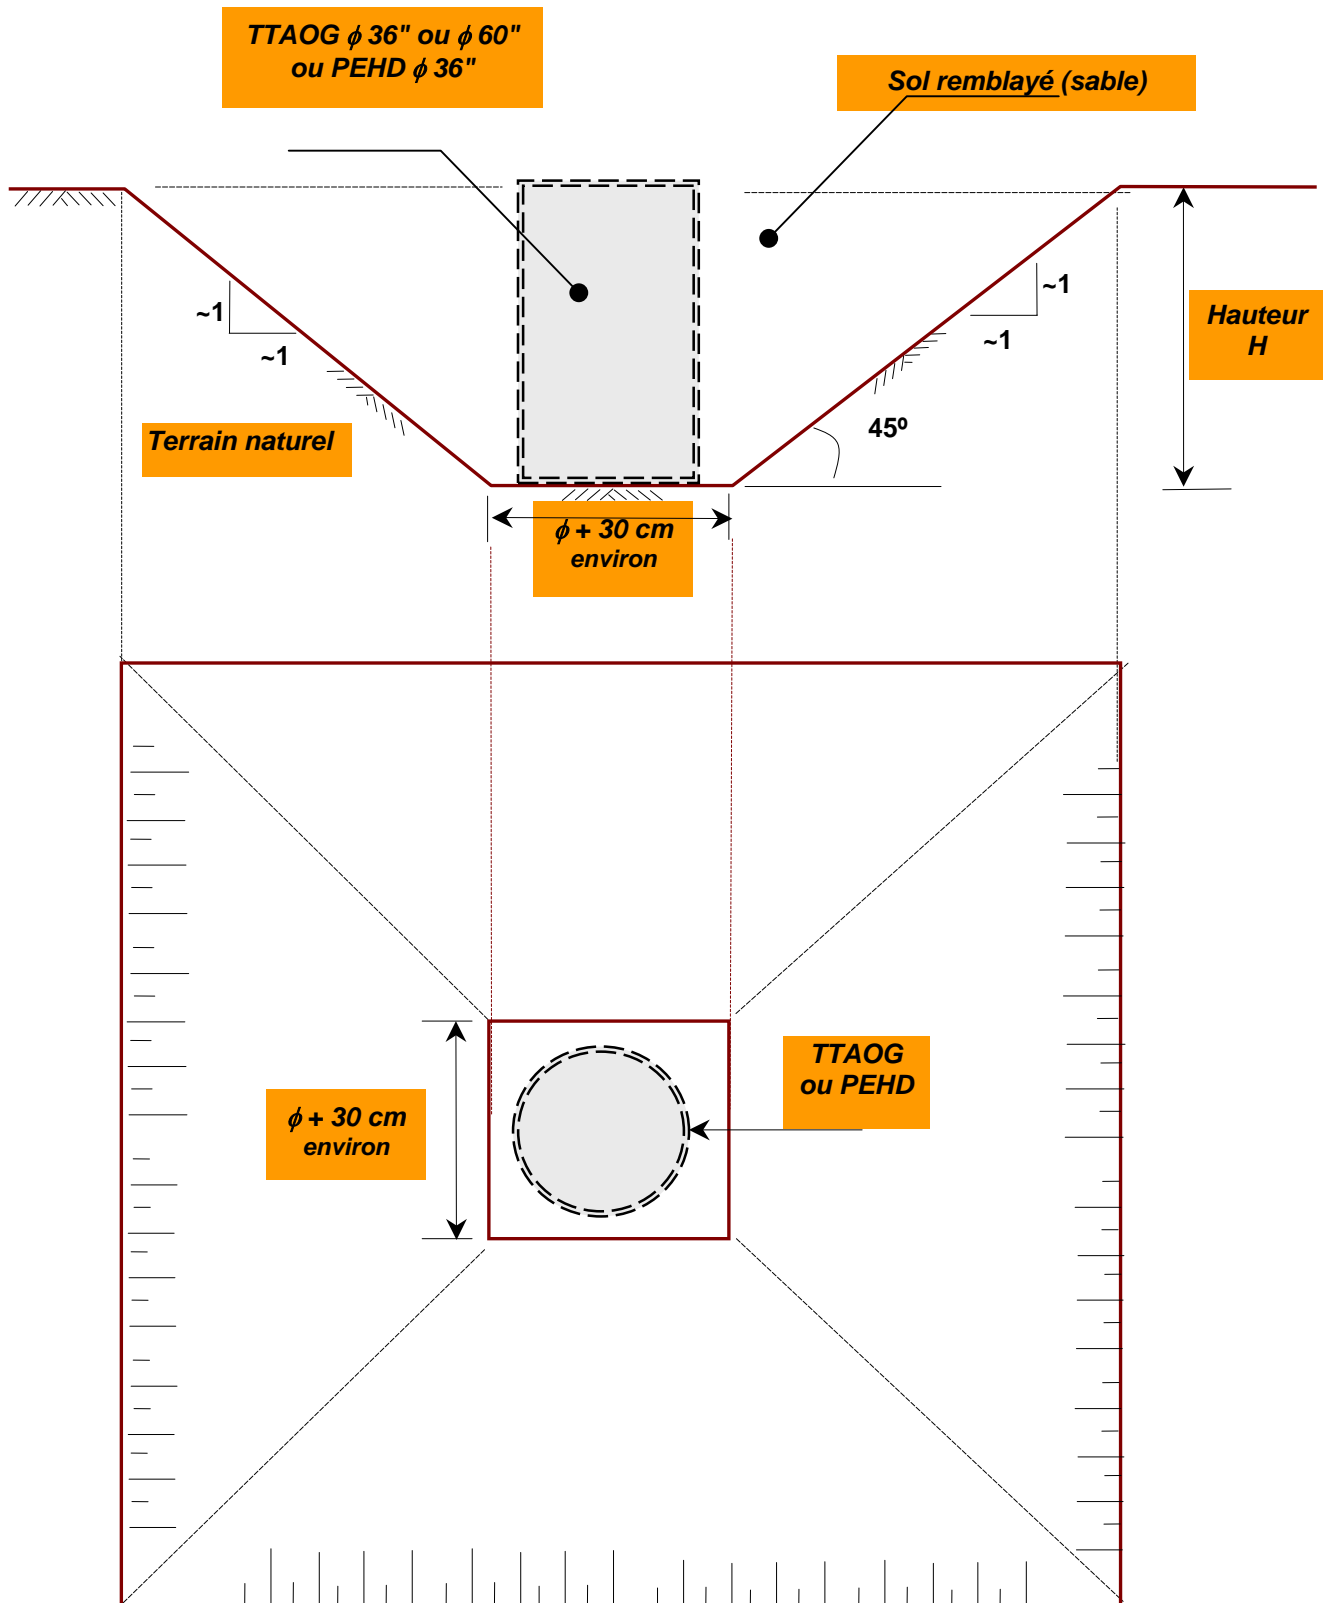 TTAOG ϕ 36" ou ϕ 60"
ou PEHD ϕ 36"
Sol remblayé (sable)
~1
~1
~1
~1
Hauteur
H
Terrain naturel
45º
ϕ + 30 cm
environ
TTAOG
ou PEHD
ϕ + 30 cm
environ